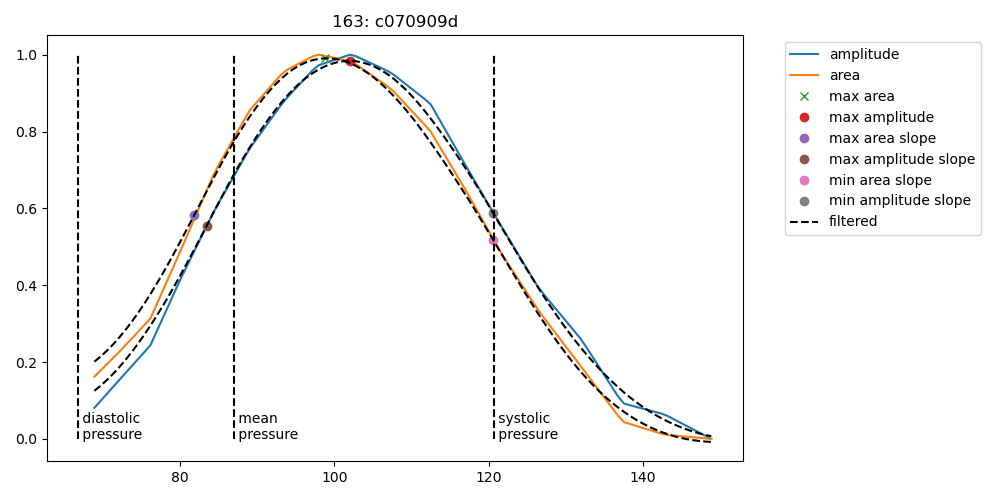 163: c070909d
1.0
0.8
0.6
0.4
0.2
0.0
diastolic
pressure
mean
pressure
systolic
pressure
80
100
120
140
amplitude
area
max area
max amplitude
max area slope
max amplitude slope
min area slope
min amplitude slope
filtered